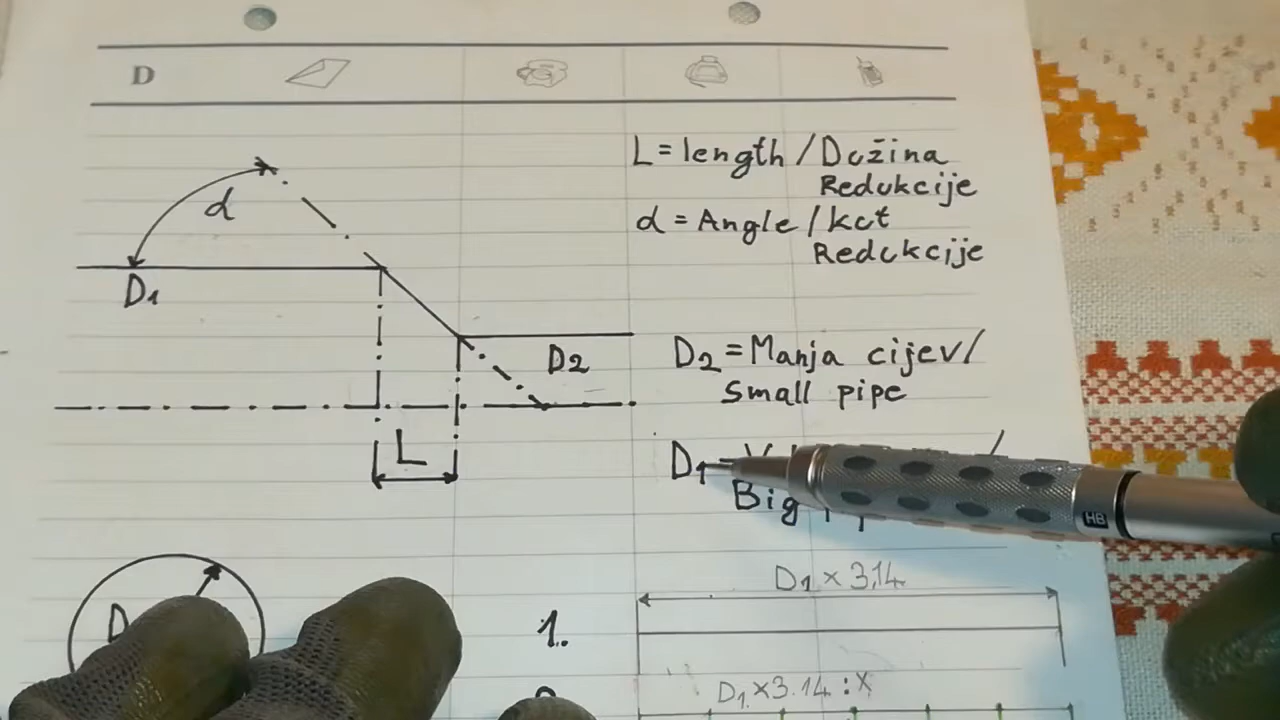 D
L=length/Dužina
Redukcije
α
α=Angle/kut
Redukcije
D1
D2
D2=Manja cijev/
Small pipe
L
D1=
Big
HB
D1×3,14
D
1.
D1×3.14:x